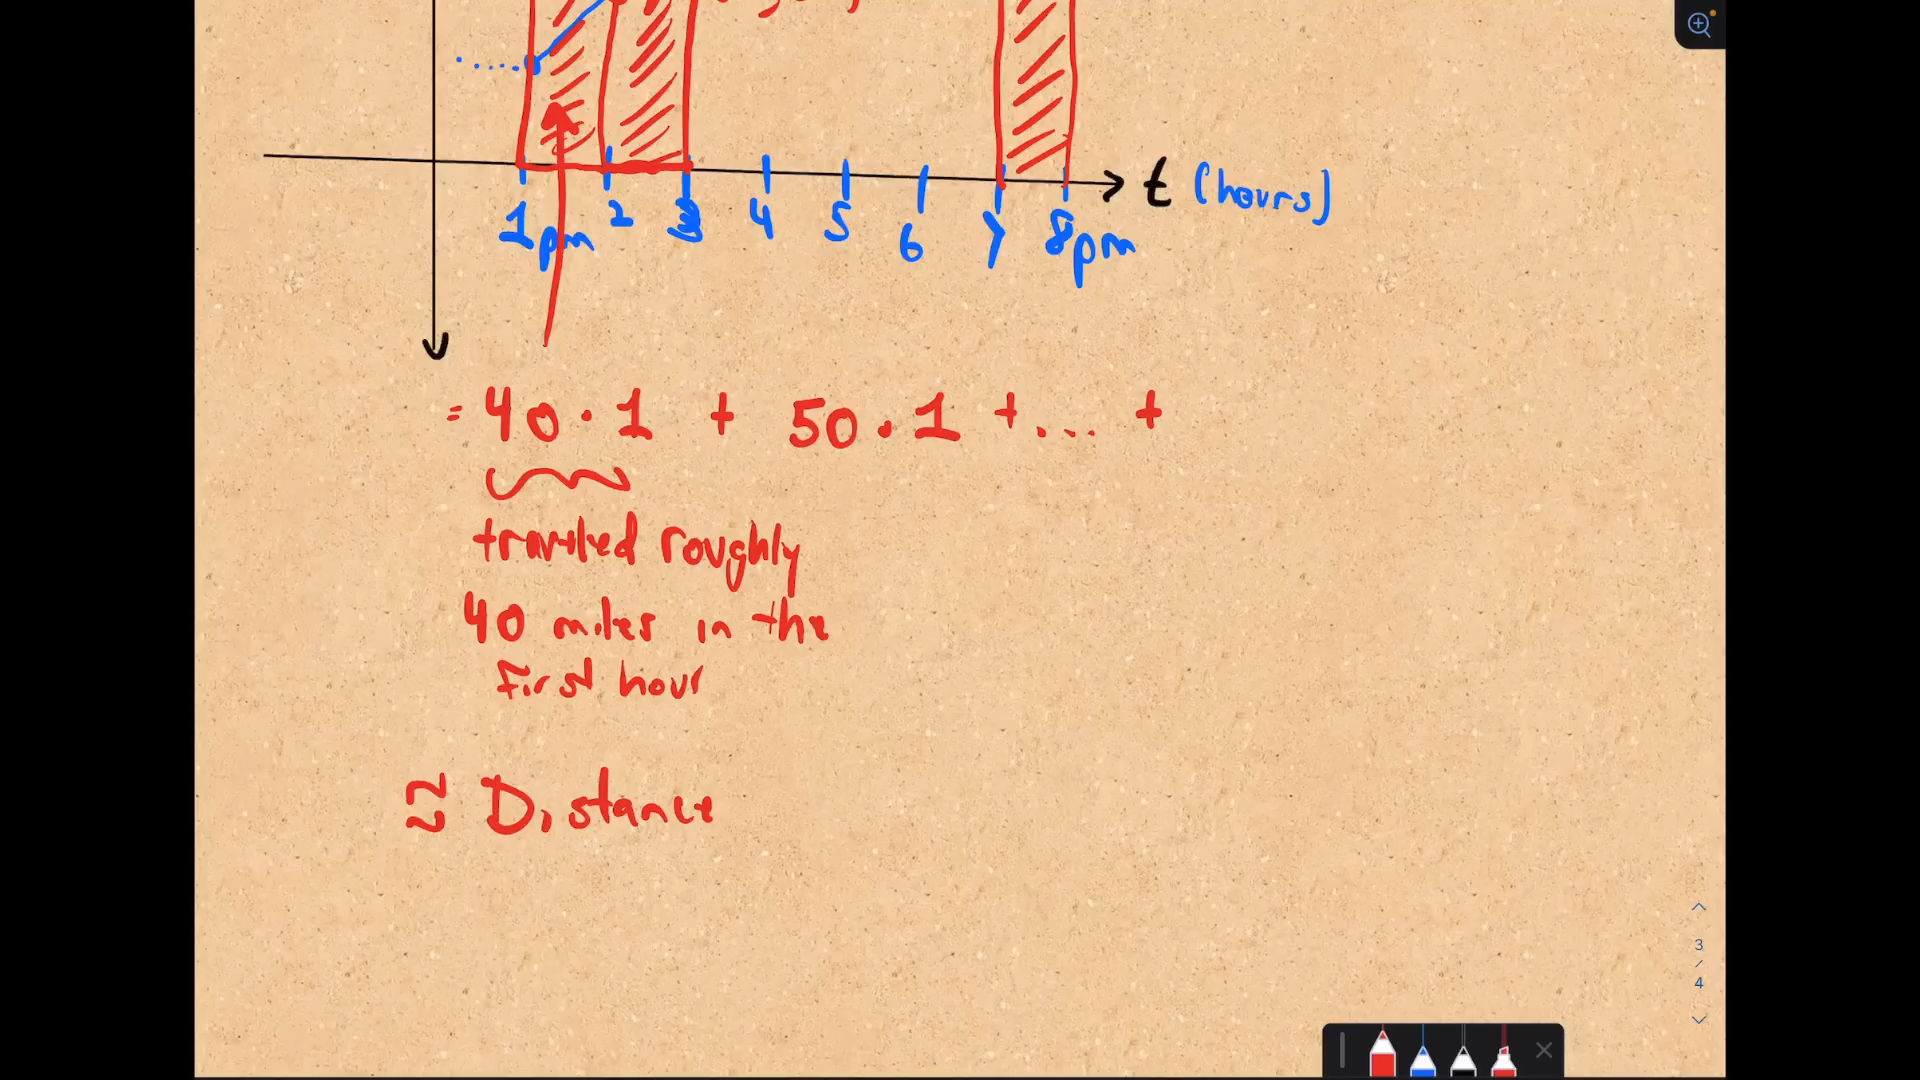 t (hours)
1pm 2 3 4 5 6 7 8pm
= 40 · 1 + 50 · 1 + ... +
traveled roughly
40 miles in the
first hour
≅ Distance
3
/
4